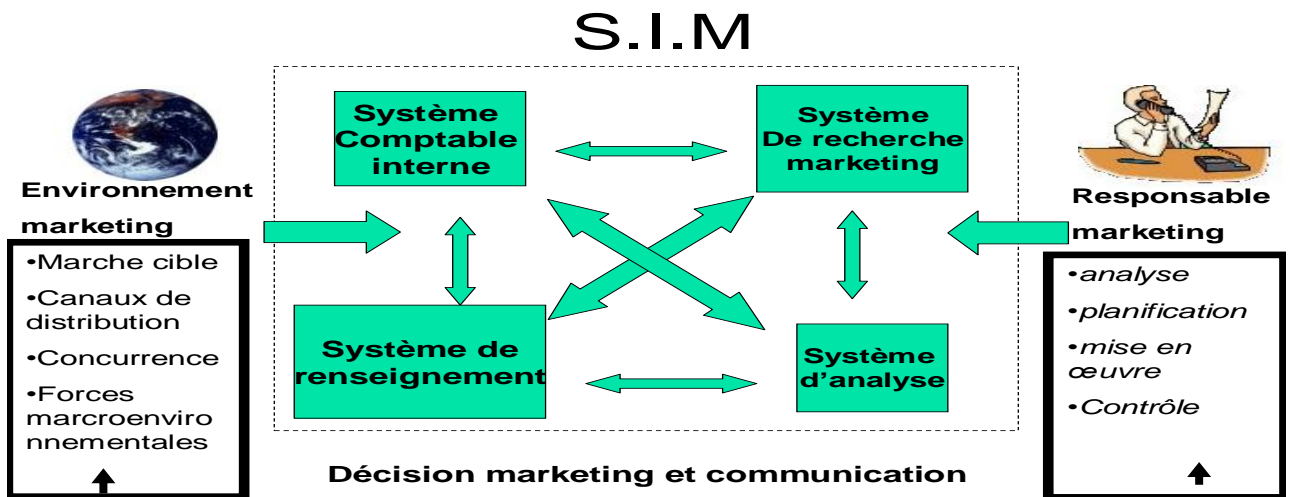 S.I.M
Système
Comptable
interne
Système
De recherche
marketing
Environnement
marketing
•Marche cible
•Canaux de
distribution
•Concurrence
•Forces
marcroenviro
nnementales
Système de
renseignement
Système
d’analyse
Responsable
marketing
•analyse
•planification
•mise en
œuvre
•Contrôle
Décision marketing et communication